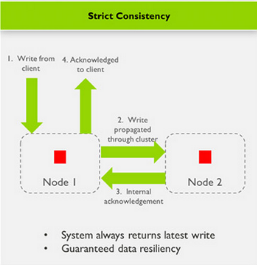 Strict Consistency
1. Write from
client
4. Acknowledged
to client
2. Write
propagated
through cluster
Node 1
Node 2
3. Internal
acknowledgement
• System always returns latest write
• Guaranteed data resiliency